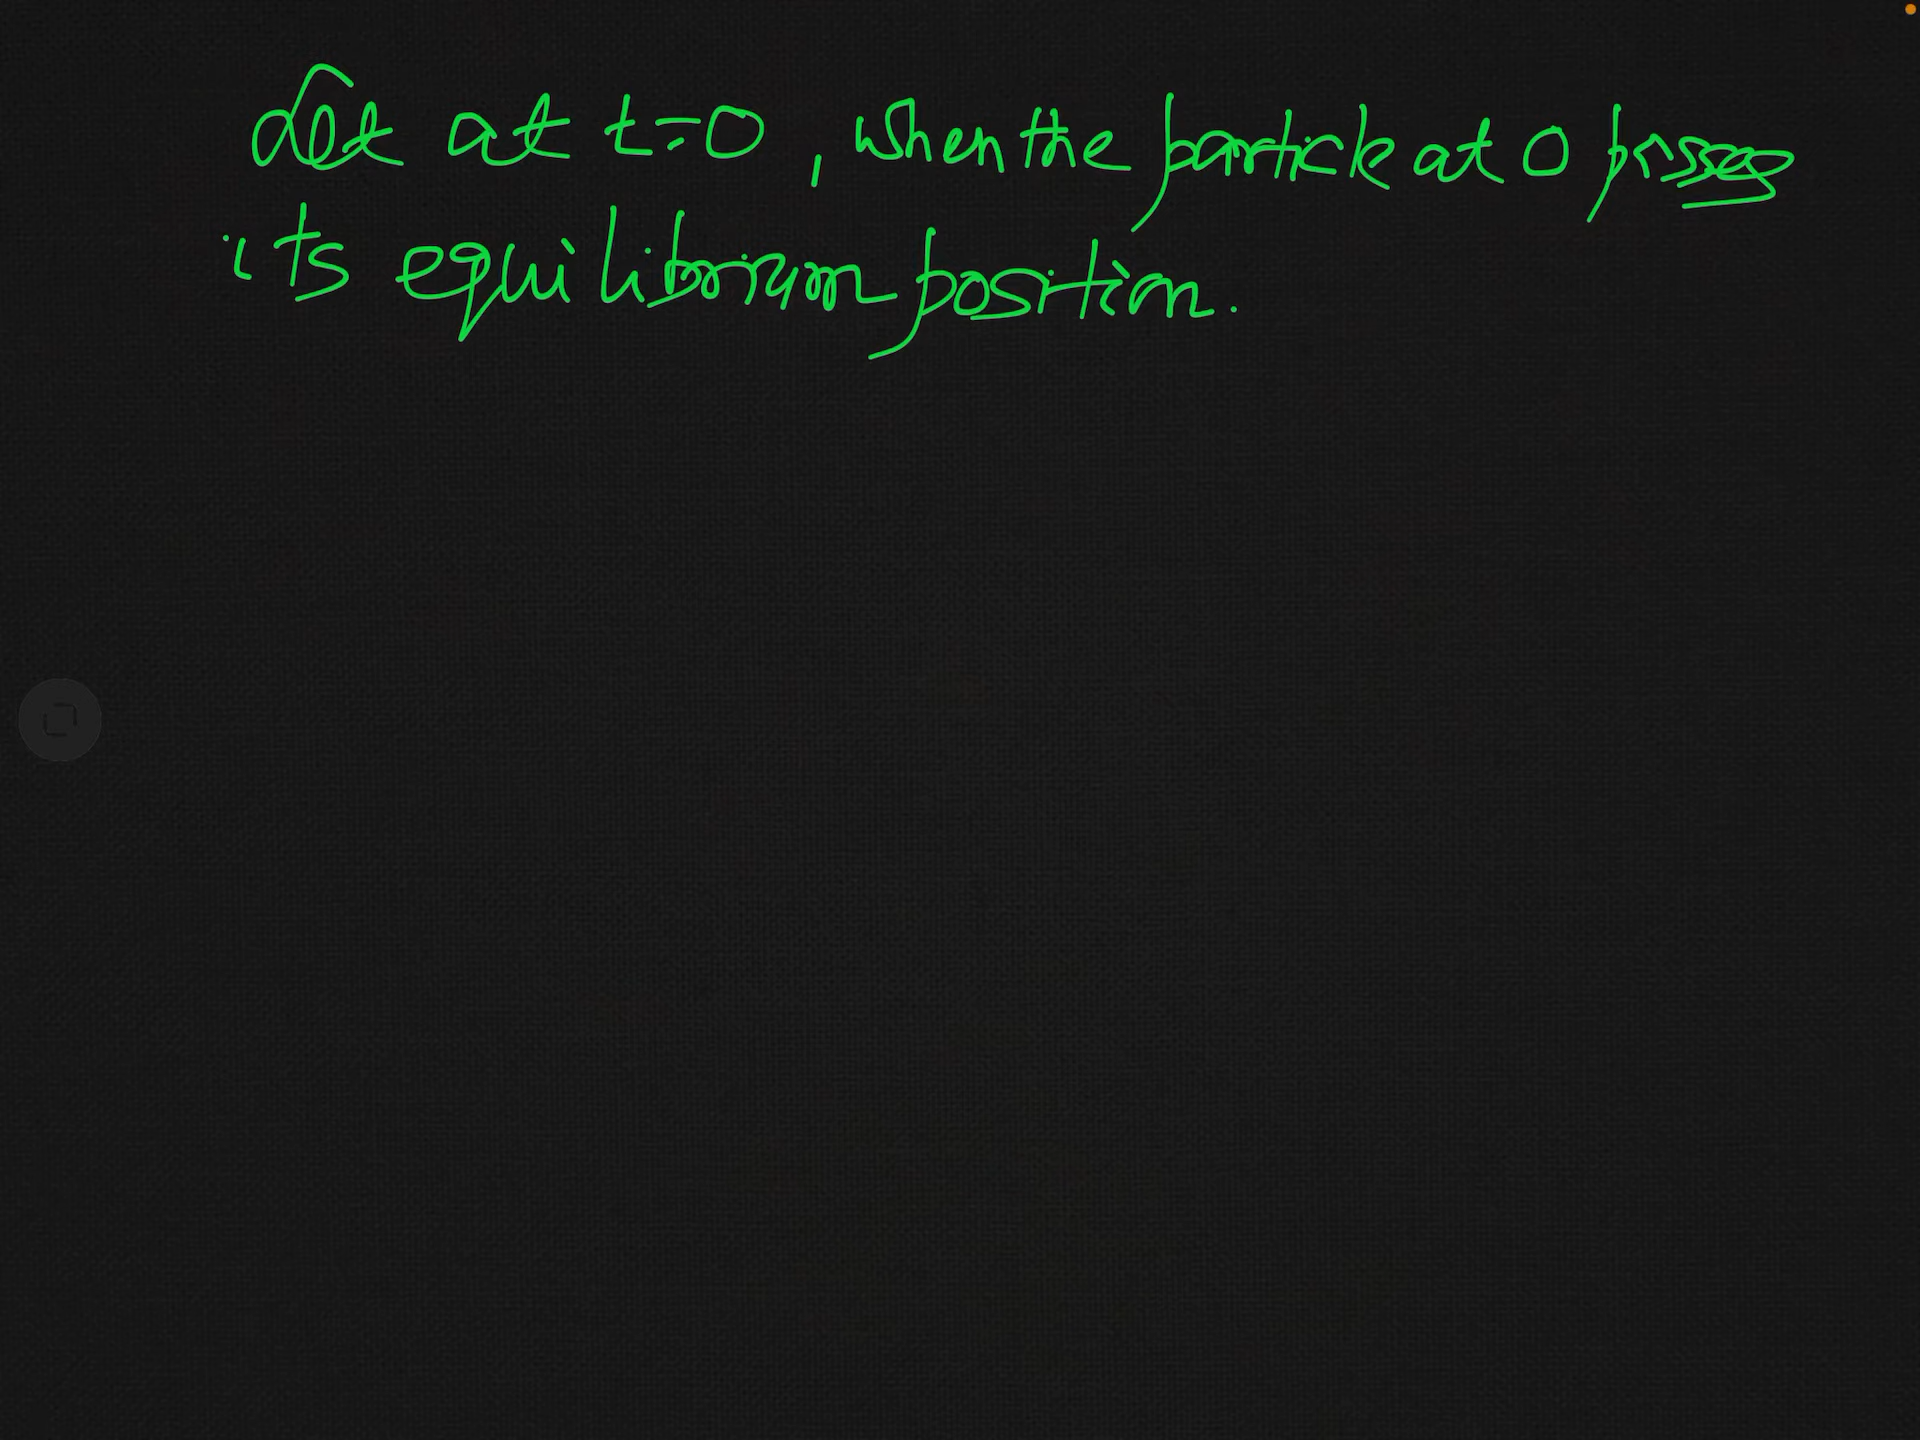 Let at t=0, when the particle at O passes
its equilibrium position.